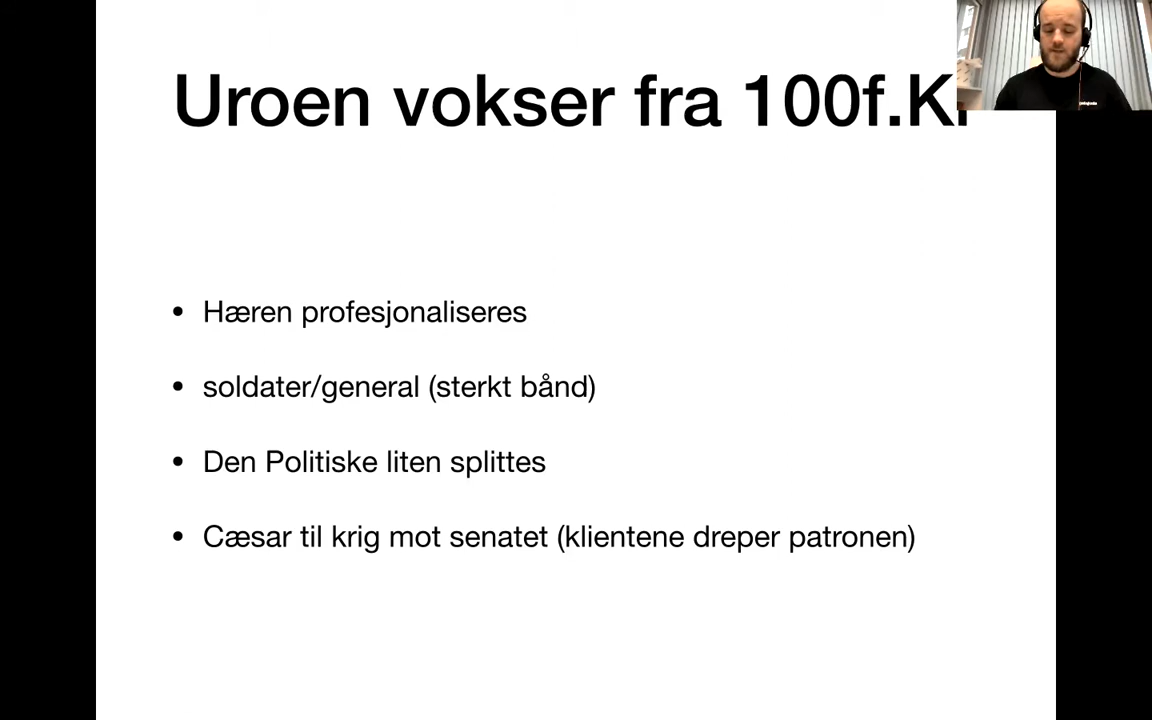 Uroen vokser fra 100f.Kr
• Hæren profesjonaliseres
• soldater/general (sterkt bånd)
• Den Politiske liten splittes
• Cæsar til krig mot senatet (klientene dreper patronen)